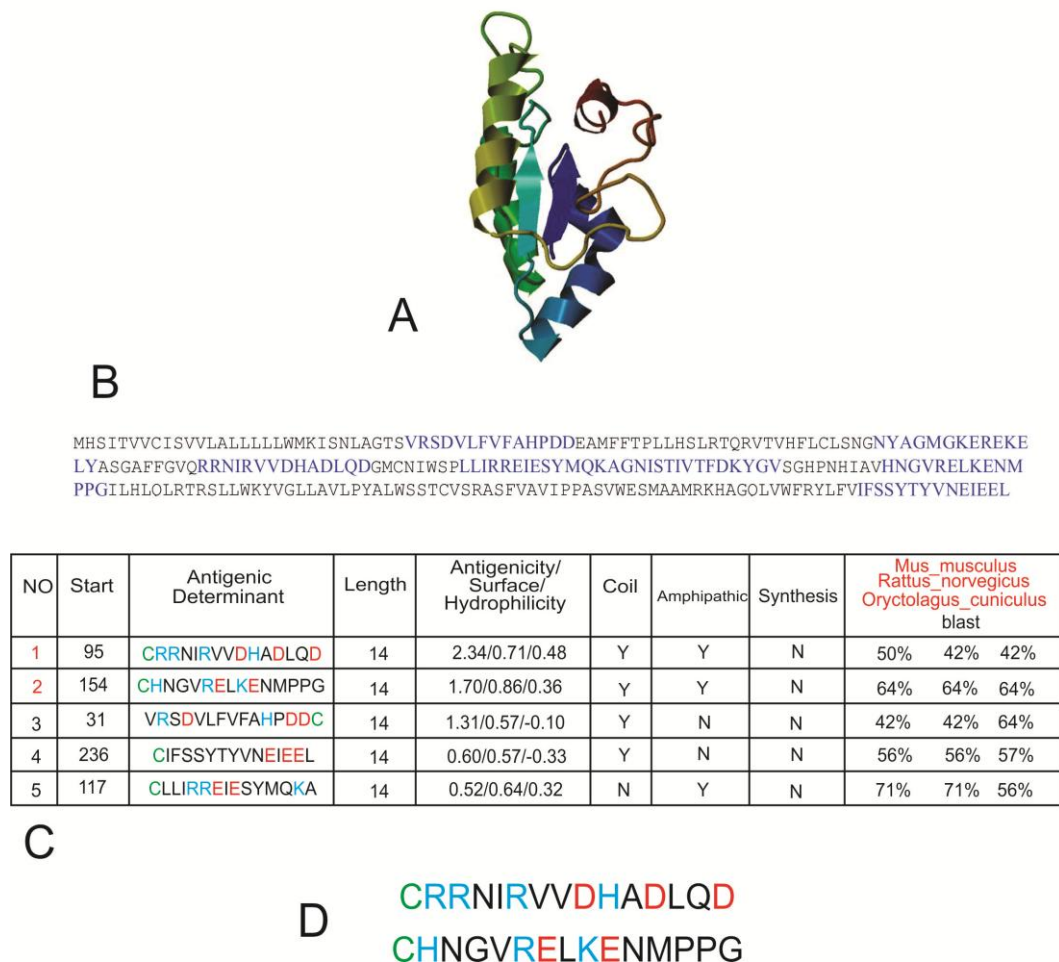 A
B
MHSITVVCISVVLALLLLLWMKISNLAGTSVRSDVLFVFAHPDDEAMFFTPLLHSLRTQRVTVHFLCLSNGNYAGMGKEREKE
LYASGAFFGVQRRNIRVVDHADLQDGMCNIWSPLLIRREIESYMQKAGNISTIVTFDKYGVSGHPNHIAVHNGVRELKENM
PPGILHLQLRTRSLLWKYVGLLAVLPYALWSSTCVSRASFVAVIPPASVWESMAAMRKHAGQLVWFRYLFVIFSSYTYVNEIEEL
NO Start Antigenic Determinant Length Antigenicity/ Surface/ Hydrophilicity Coil Amphipathic Synthesis Mus_musculus Rattus_norvegicus Oryctolagus_cuniculus blast
1 95 CRRNIRVVDHADLQD 14 2.34/0.71/0.48 Y Y N 50% 42% 42%
2 154 CHNGVRELKENMPPG 14 1.70/0.86/0.36 Y Y N 64% 64% 64%
3 31 VRSDVLFVFAHPDDC 14 1.31/0.57/-0.10 Y N N 42% 42% 64%
4 236 CIFSSYTYVNEIEEL 14 0.60/0.57/-0.33 Y N N 56% 56% 57%
5 117 CLLIRREIESYMQKA 14 0.52/0.64/0.32 N Y N 71% 71% 56%
C
D
CRRNIRVVDHADLQD
CHNGVRELKENMPPG